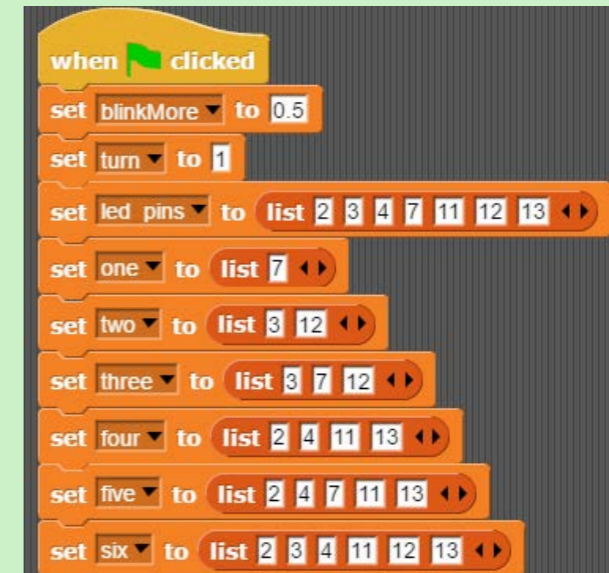 when clicked
set blinkMore to 0.5
set turn to 1
set led pins to list 2 3 4 7 11 12 13
set one to list 7
set two to list 3 12
set three to list 3 7 12
set four to list 2 4 11 13
set five to list 2 4 7 11 13
set six to list 2 3 4 11 12 13